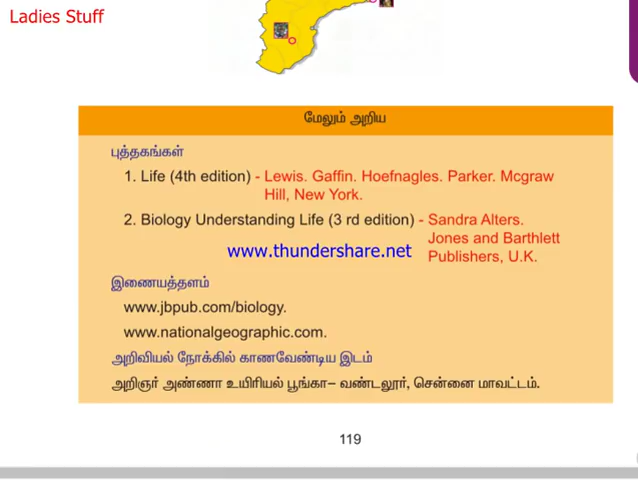 Ladies Stuff
மேலும் அறிய
புத்தகங்கள்
1. Life (4th edition) - Lewis. Gaffin. Hoefnagles. Parker. Mcgraw
Hill, New York.
2. Biology Understanding Life (3 rd edition) - Sandra Alters.
Jones and Barthlett
www.thundershare.net
Publishers, U.K.
இணையத்தளம்
www.jbpub.com/biology.
www.nationalgeographic.com.
அறிவியல் நோக்கில் காணவேண்டிய இடம்
அறிஞர் அண்ணா உயிரியல் பூங்கா– வண்டலூர், சென்னை மாவட்டம்.
119